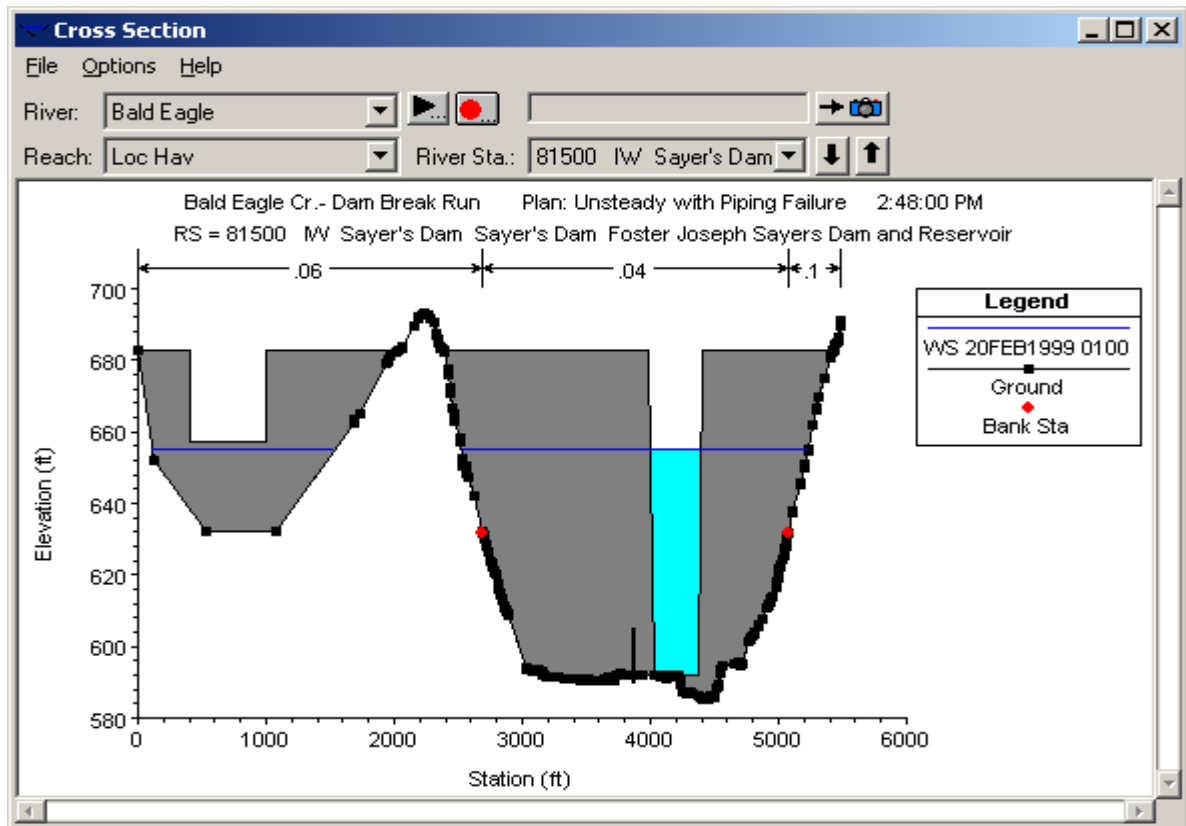 Cross Section
File Options Help
River: Bald Eagle
Reach: Loc Hav River Sta.: 81500 IW Sayer's Dam
Bald Eagle Cr.- Dam Break Run Plan: Unsteady with Piping Failure 2:48:00 PM
RS = 81500 IW Sayer's Dam Sayer's Dam Foster Joseph Sayers Dam and Reservoir
.06 .04 .1
700
680
660
640
620
600
580
Elevation (ft)
0 1000 2000 3000 4000 5000 6000
Station (ft)
Legend
WS 20FEB1999 0100
Ground
Bank Sta